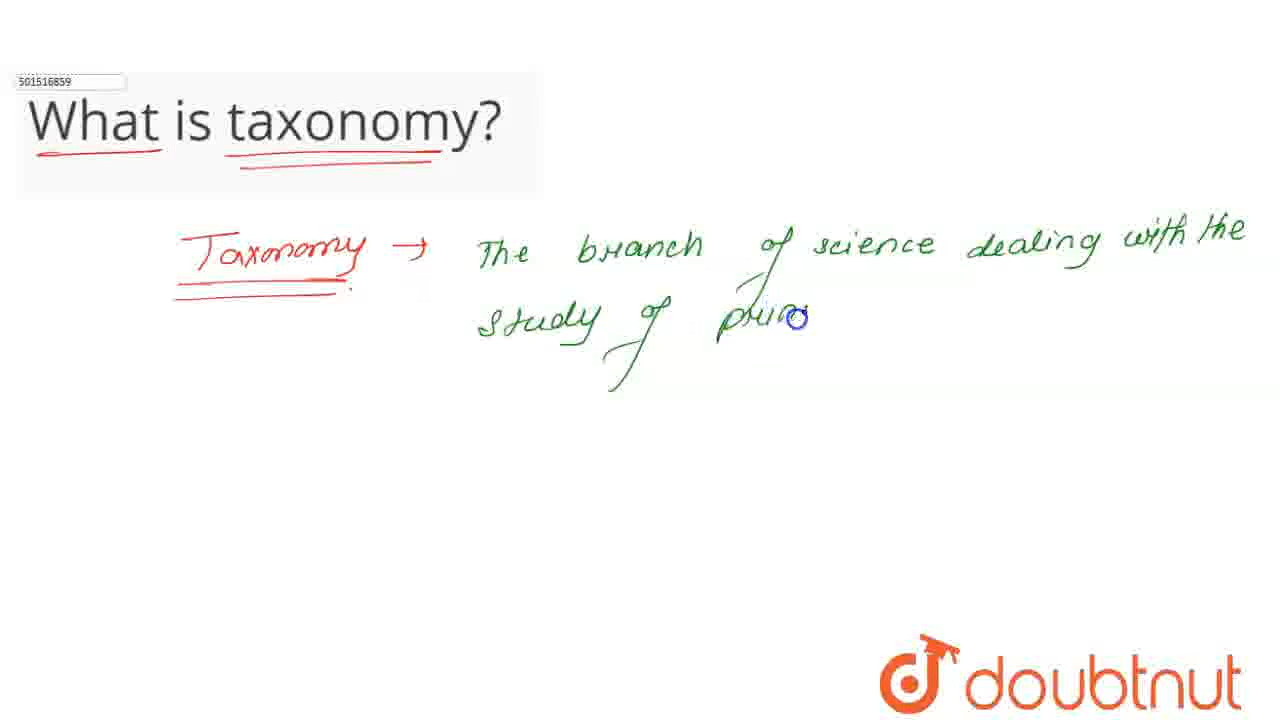 501516859
What is taxonomy?
Taxonomy → The branch of science dealing with the
study of
doubtnut